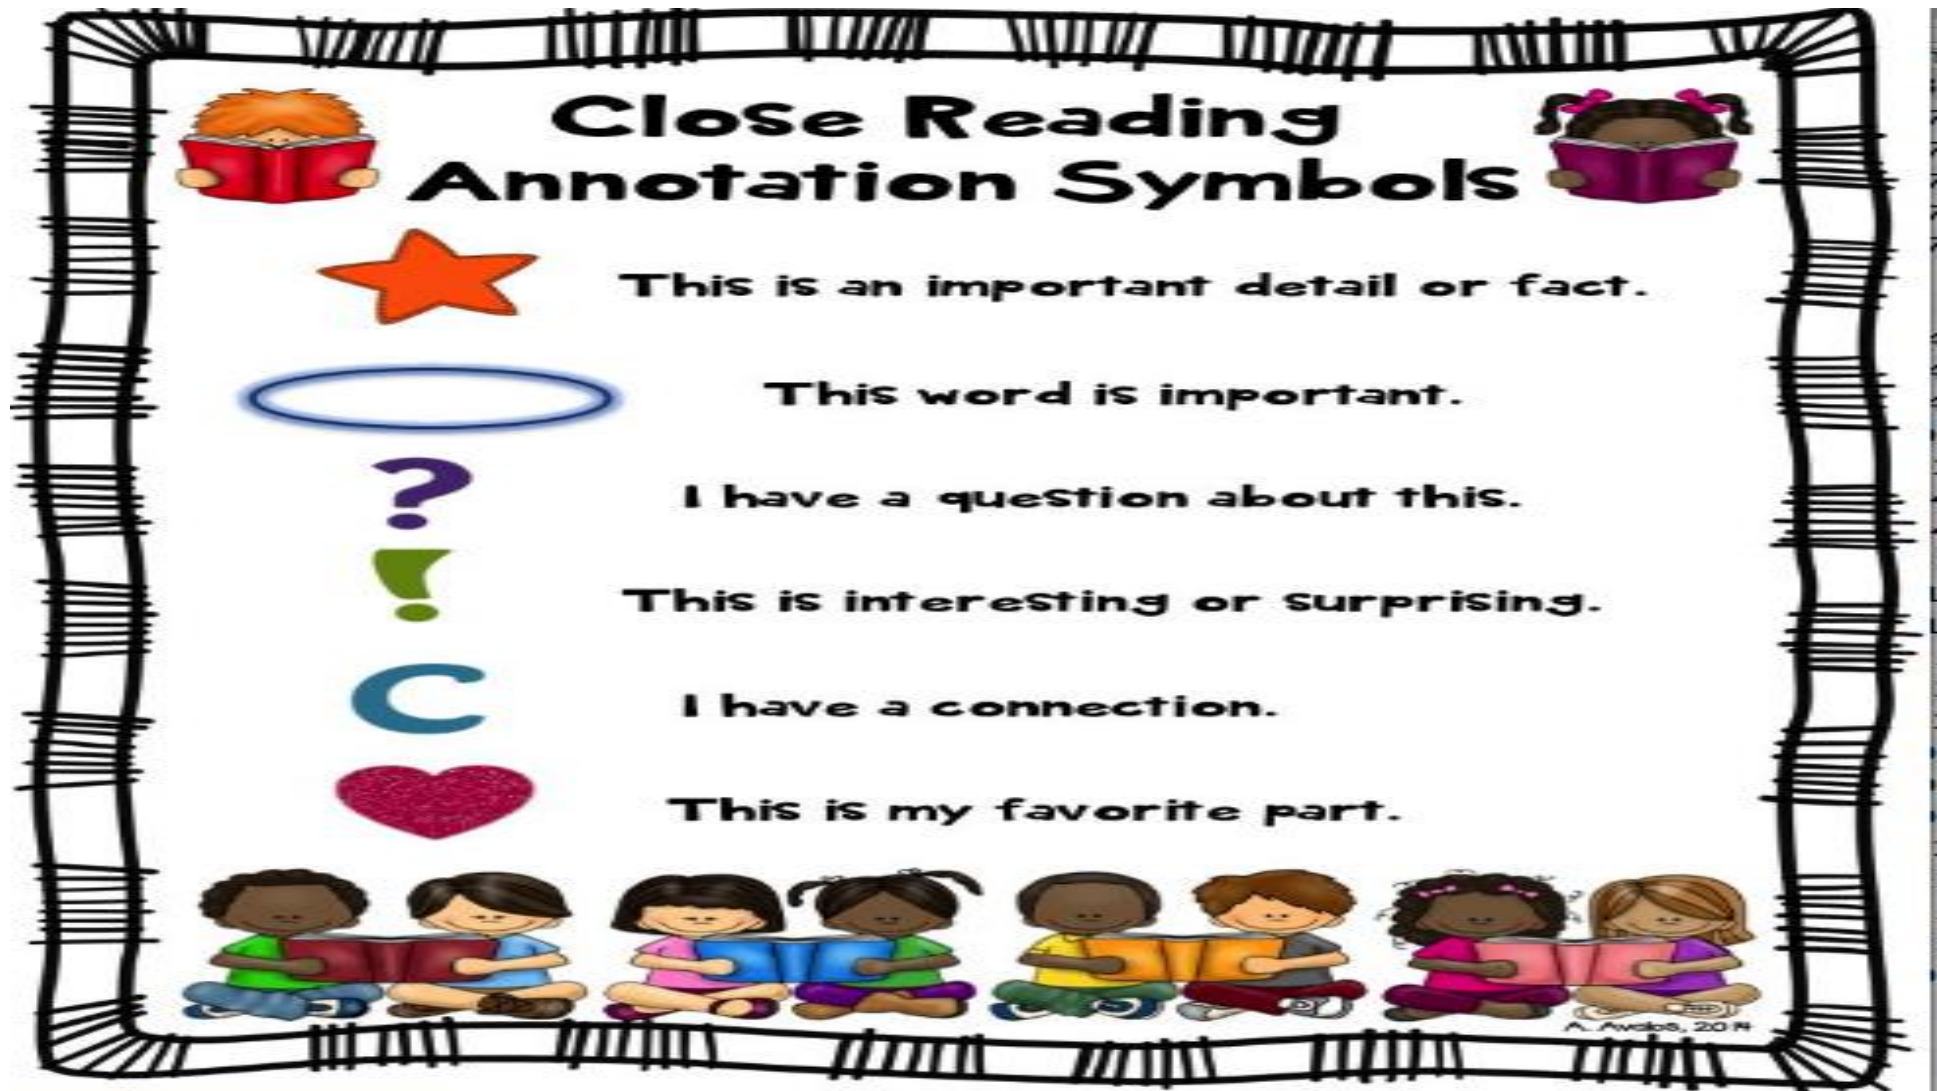 Close Reading
Annotation Symbols
This is an important detail or fact.
This word is important.
? I have a question about this.
! This is interesting or surprising.
C I have a connection.
This is my favorite part.
A. Avalos, 2014